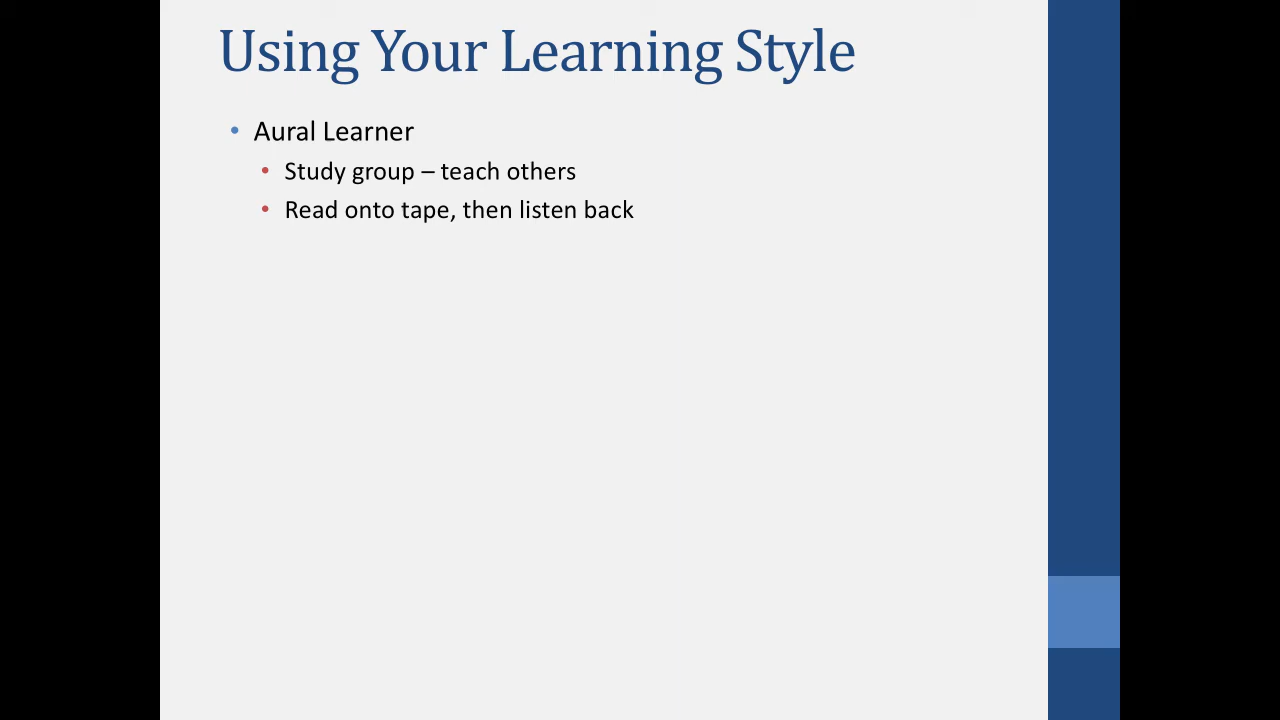 Using Your Learning Style
• Aural Learner
• Study group – teach others
• Read onto tape, then listen back